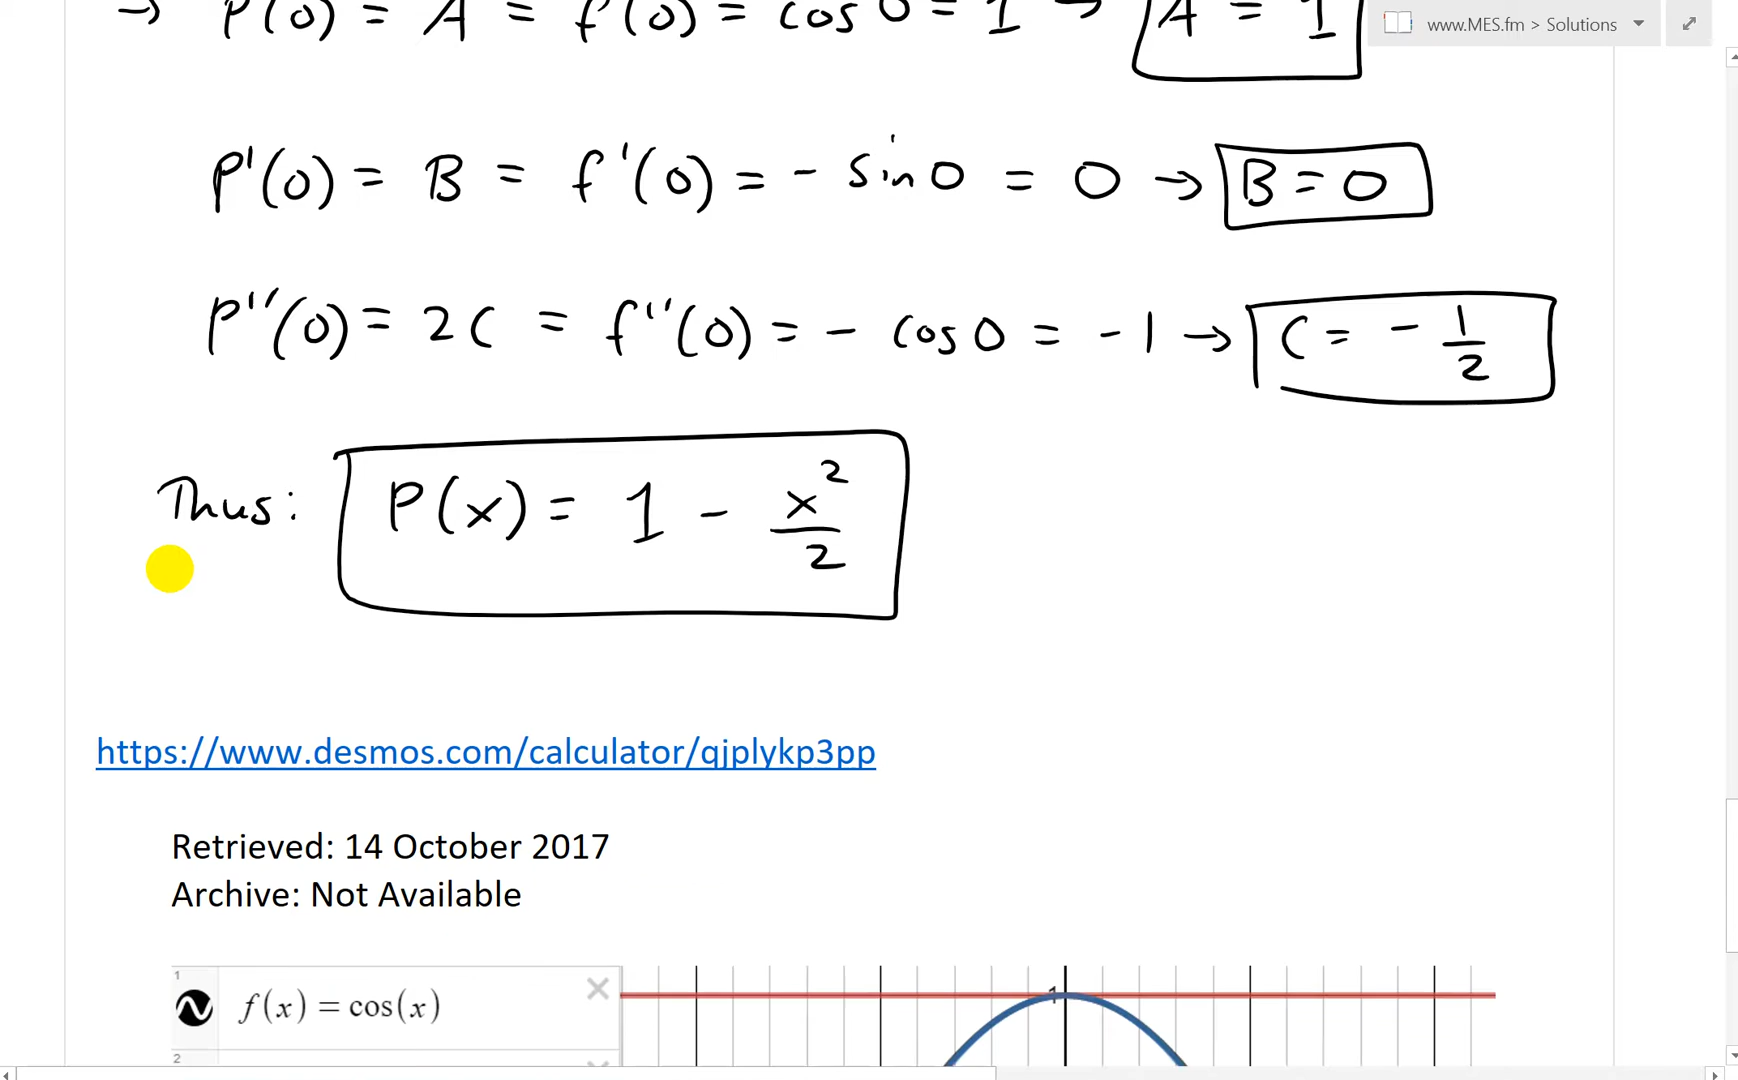 → P(0) = A = f(0) = cos 0 = 1 → A = 1
www.MES.fm > Solutions
P'(0) = B = f'(0) = - sin 0 = 0 → B = 0
P''(0) = 2C = f''(0) = - cos 0 = -1 → C = - 1/2
Thus: P(x) = 1 - x²/2
https://www.desmos.com/calculator/qjplykp3pp
Retrieved: 14 October 2017
Archive: Not Available
1
f(x) = cos(x)
1
2